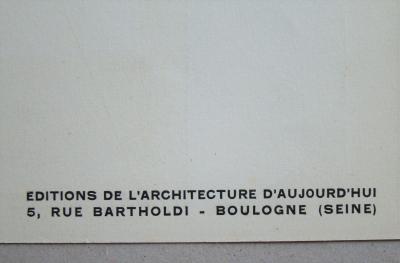 EDITIONS DE L'ARCHITECTURE D'AUJOURD'HUI
5, RUE BARTHOLDI - BOULOGNE (SEINE)